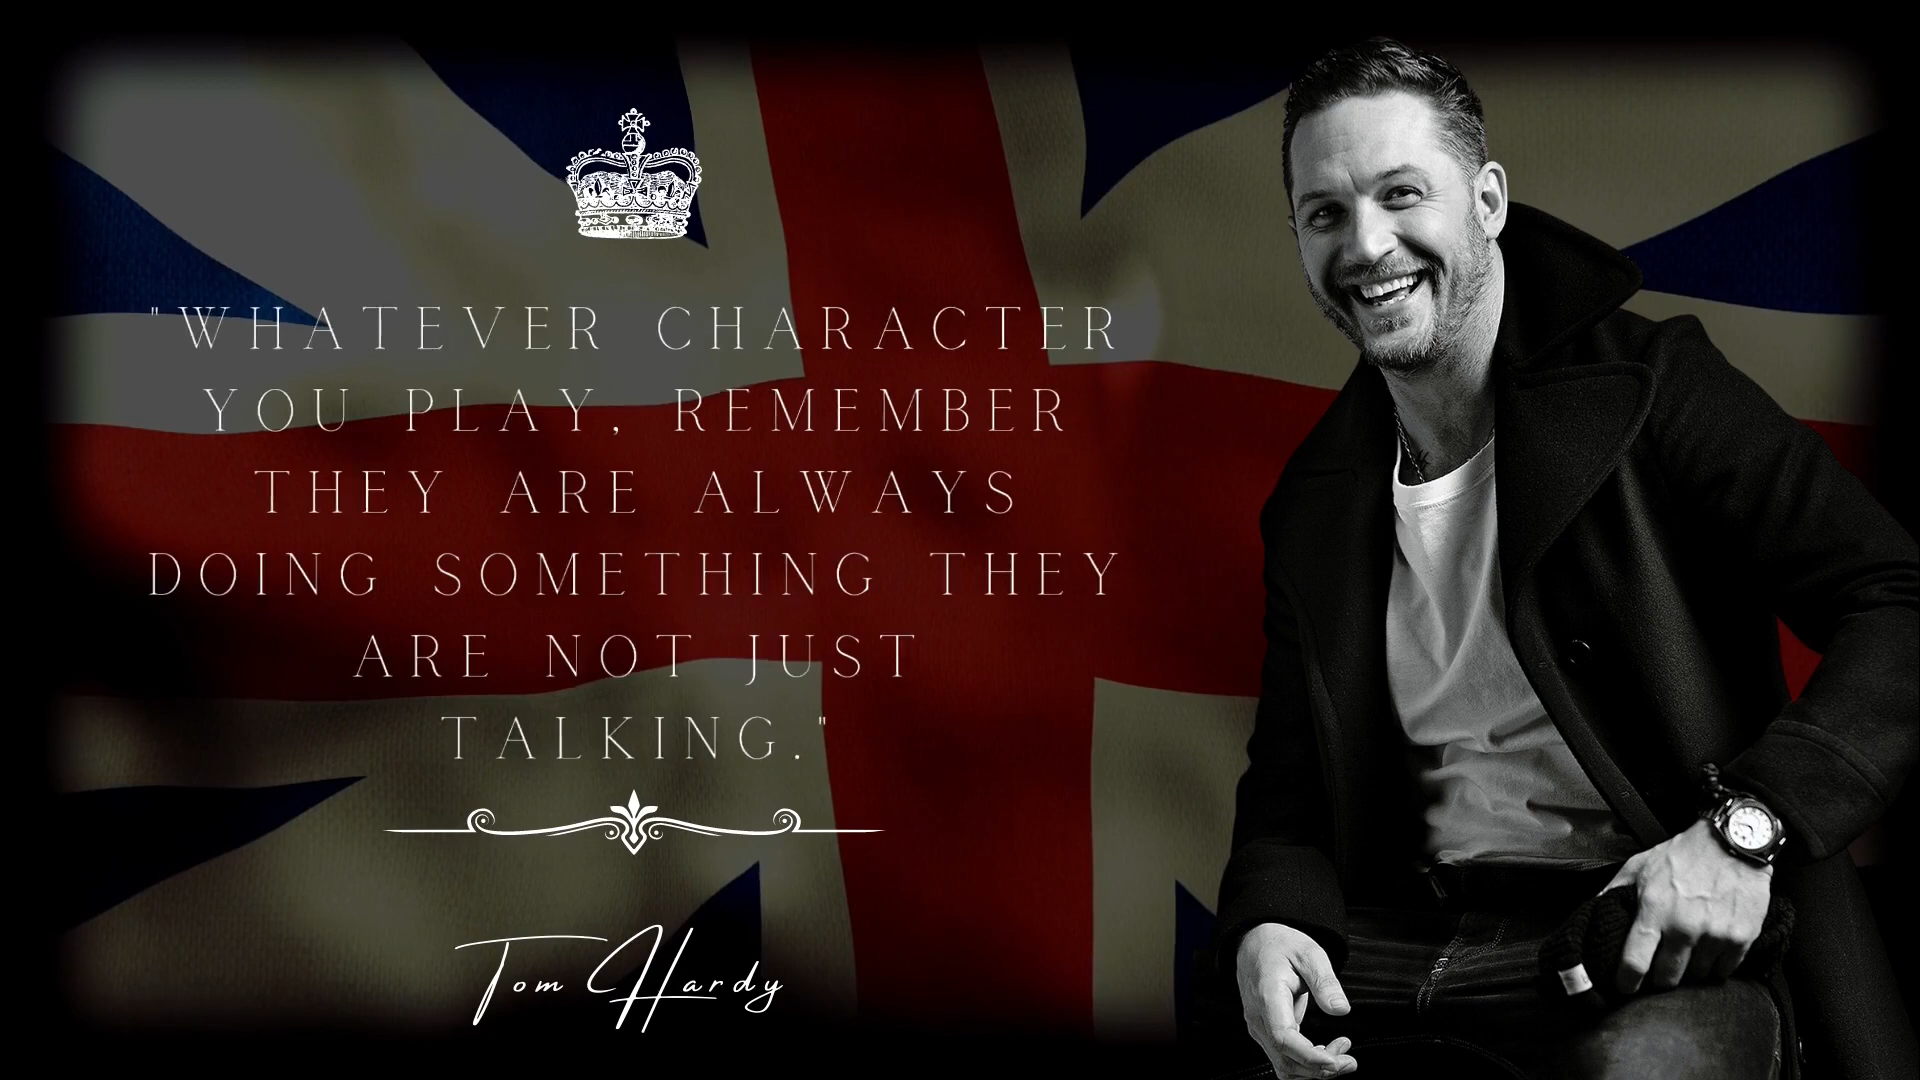 "WHATEVER CHARACTER
YOU PLAY, REMEMBER
THEY ARE ALWAYS
DOING SOMETHING THEY
ARE NOT JUST
TALKING."
Tom Hardy